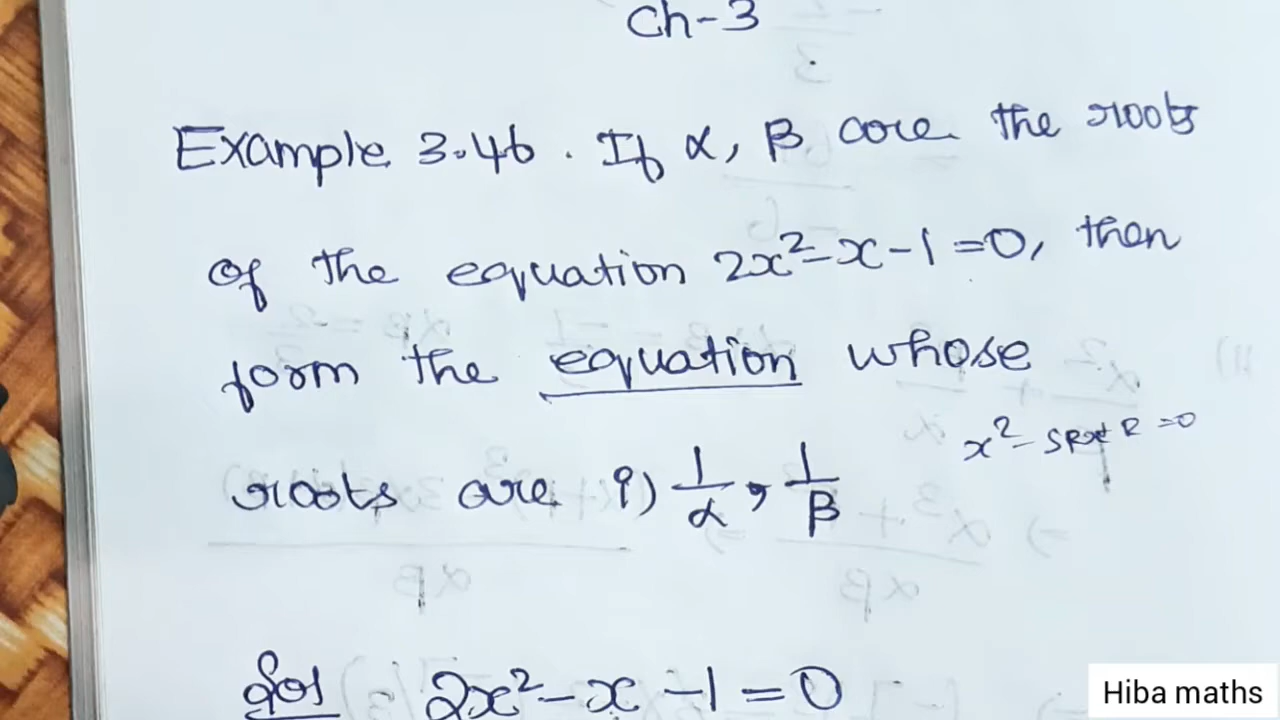 Ch-3
Example 3.46. If α, β are the roots
of the equation 2x²-x-1=0, then
form the equation whose
roots are i) 1/α, 1/β
x²-
R=0
Sol 2x²-x-1=0
Hiba maths